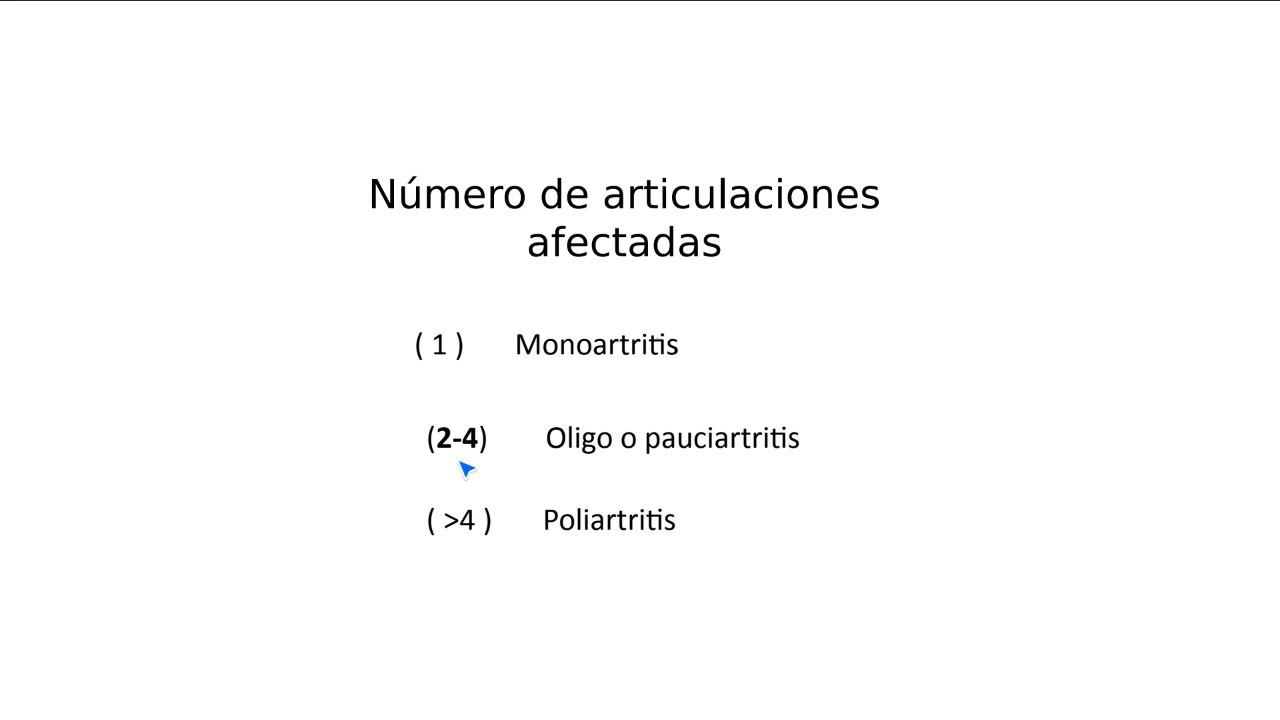 Número de articulaciones
afectadas
( 1 ) Monoartritis
(2-4) Oligo o pauciartritis
( >4 ) Poliartritis